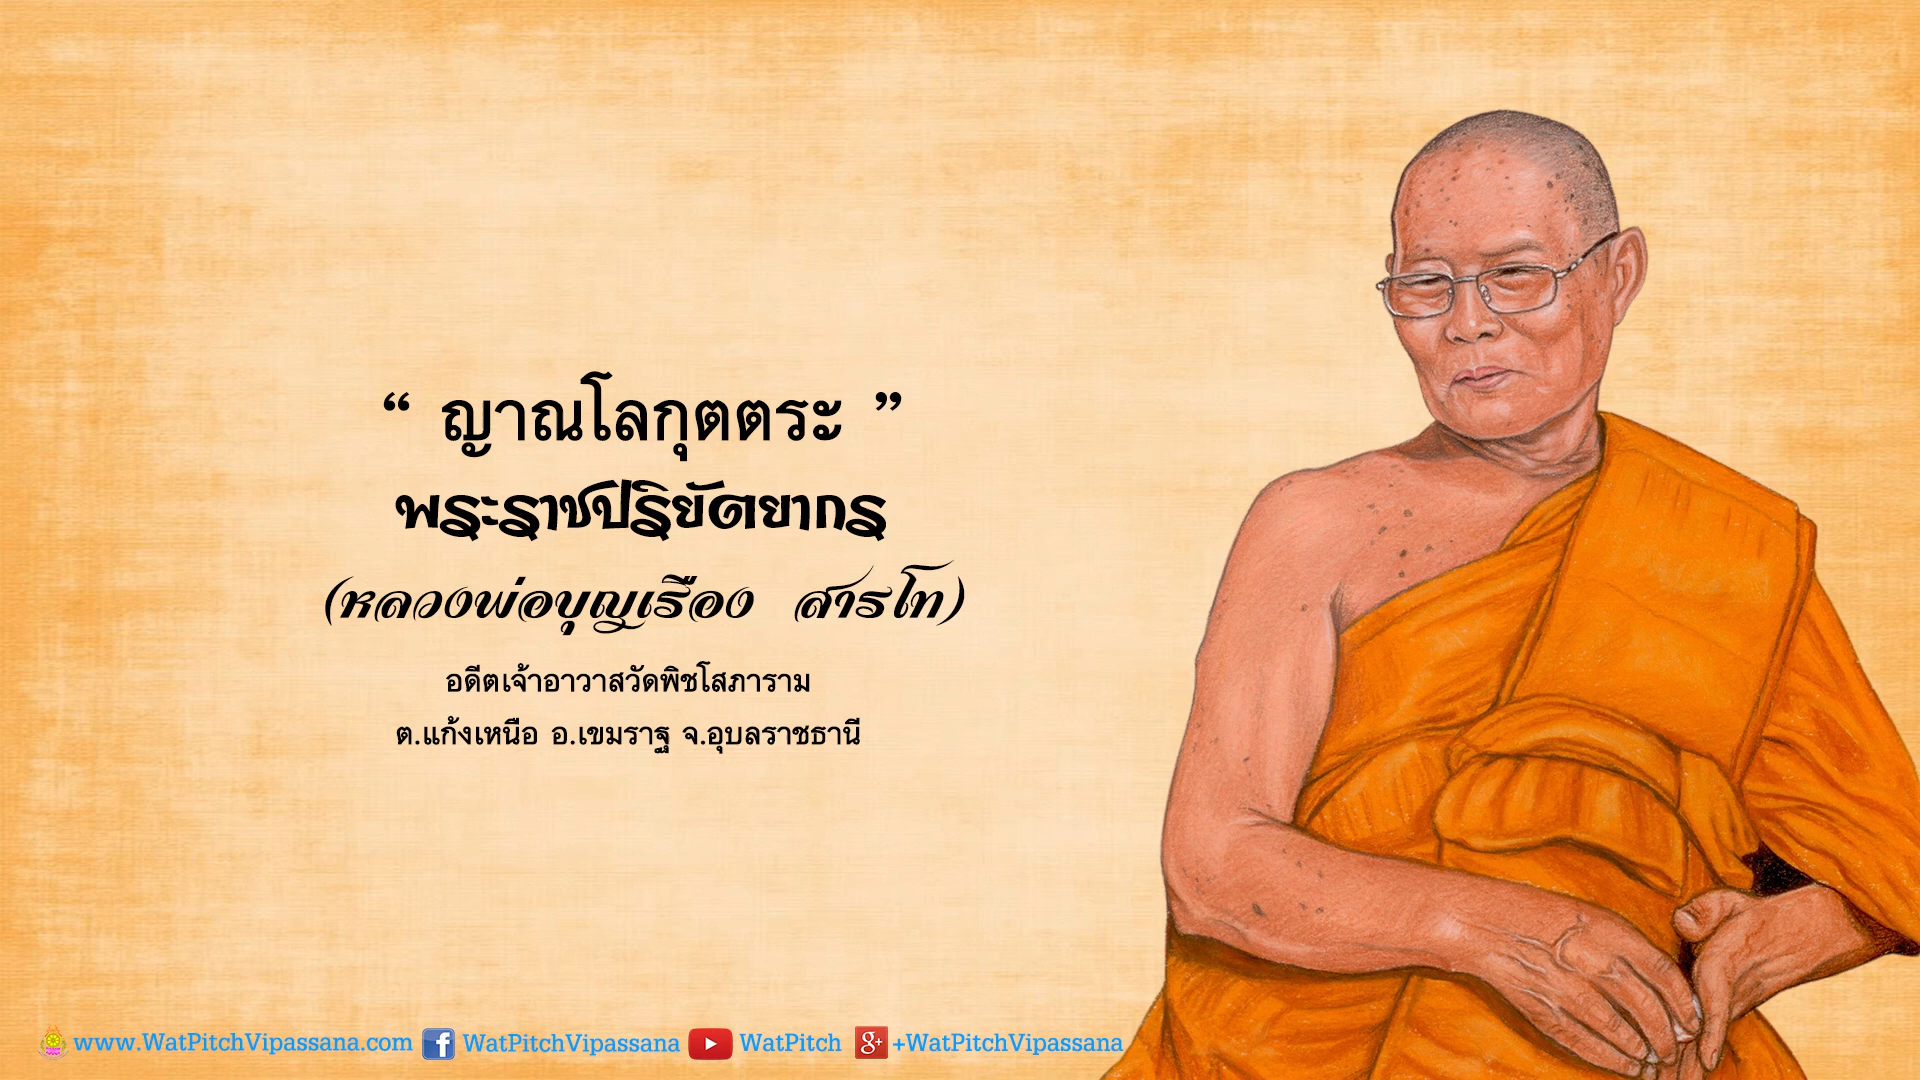 “ ญาณโลกุตตระ ”
พระราชปริยัตยากร
(หลวงพ่อบุญเรือง สารโท)
อดีตเจ้าอาวาสวัดพิชโสภาราม
ต.แก้งเหนือ อ.เขมราฐ จ.อุบลราชธานี
www.WatPitchVipassana.com f WatPitchVipassana WatPitch g+ +WatPitchVipassana